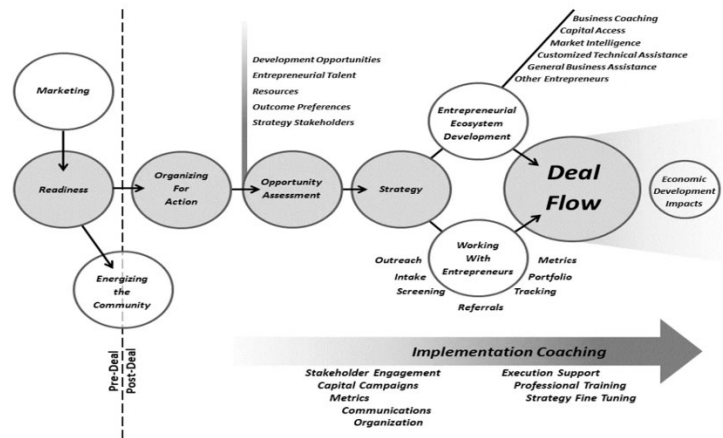 Marketing
Readiness
Energizing
the
Community
Pre-Deal
Post-Deal
Organizing
For
Action
Development Opportunities
Entrepreneurial Talent
Resources
Outcome Preferences
Strategy Stakeholders
Opportunity
Assessment
Strategy
Business Coaching
Capital Access
Market Intelligence
Customized Technical Assistance
General Business Assistance
Other Entrepreneurs
Entrepreneurial
Ecosystem
Development
Working
With
Entrepreneurs
Outreach
Intake
Screening
Referrals
Metrics
Portfolio
Tracking
Deal
Flow
Economic
Development
Impacts
Implementation Coaching
Stakeholder Engagement
Capital Campaigns
Metrics
Communications
Organization
Execution Support
Professional Training
Strategy Fine Tuning